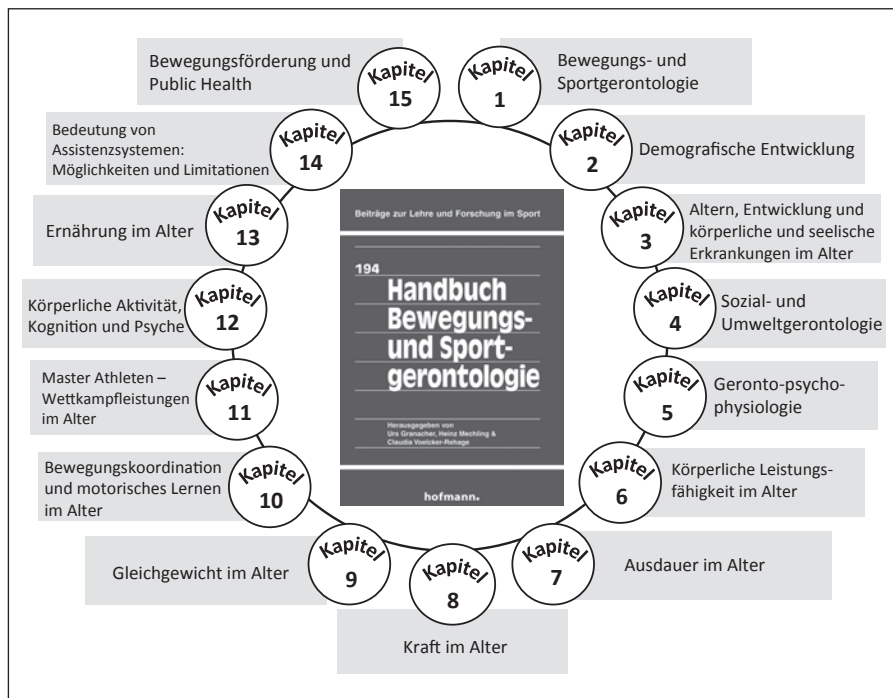 Kapitel
1
Bewegungs- und
Sportgerontologie
Kapitel
2
Demografische Entwicklung
Kapitel
3
Altern, Entwicklung und
körperliche und seelische
Erkrankungen im Alter
Kapitel
4
Sozial- und
Umweltgerontologie
Kapitel
5
Geronto-psycho-
physiologie
Kapitel
6
Körperliche Leistungs-
fähigkeit im Alter
Kapitel
7
Ausdauer im Alter
Kapitel
8
Kraft im Alter
Kapitel
9
Gleichgewicht im Alter
Kapitel
10
Bewegungskoordination
und motorisches Lernen
im Alter
Kapitel
11
Master Athleten –
Wettkampfleistungen
im Alter
Kapitel
12
Körperliche Aktivität,
Kognition und Psyche
Kapitel
13
Ernährung im Alter
Kapitel
14
Bedeutung von
Assistenzsystemen:
Möglichkeiten und Limitationen
Kapitel
15
Bewegungsförderung und
Public Health
Beiträge zur Lehre und Forschung im Sport
194
Handbuch
Bewegungs-
und Sport-
gerontologie
Herausgegeben von
Urs Granacher, Heinz Mechling &
Claudia Voelcker-Rehage
hofmann.